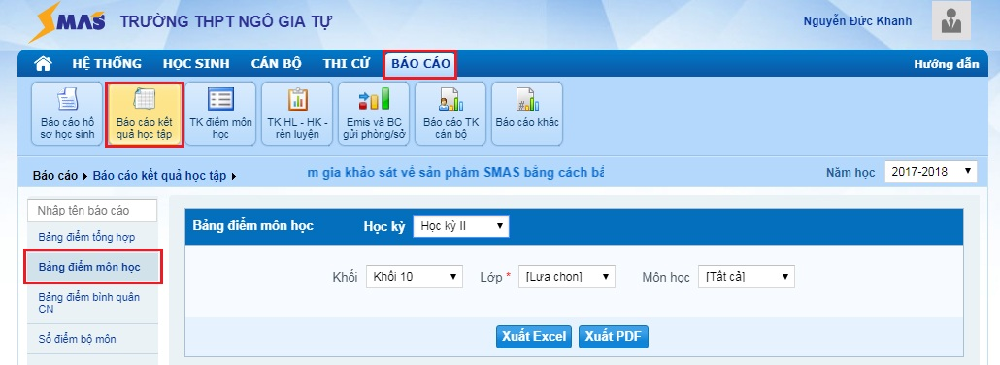 SMAS TRƯỜNG THPT NGÔ GIA TỰ
Nguyễn Đức Khanh
HỆ THỐNG HỌC SINH CÁN BỘ THI CỬ BÁO CÁO Hướng dẫn
Báo cáo hồ sơ học sinh
Báo cáo kết quả học tập
TK điểm môn học
TK HL - HK - rèn luyện
Emis và BC gửi phòng/sở
Báo cáo TK cán bộ
Báo cáo khác
Báo cáo Báo cáo kết quả học tập
m gia khảo sát về sản phẩm SMAS bằng cách bấ
Năm học 2017-2018
Nhập tên báo cáo
Bảng điểm tổng hợp
Bảng điểm môn học
Bảng điểm bình quân
CN
Sổ điểm bộ môn
Bảng điểm môn học Học kỳ Học kỳ II
Khối Khối 10 Lớp * [Lựa chọn] Môn học [Tất cả]
Xuất Excel Xuất PDF